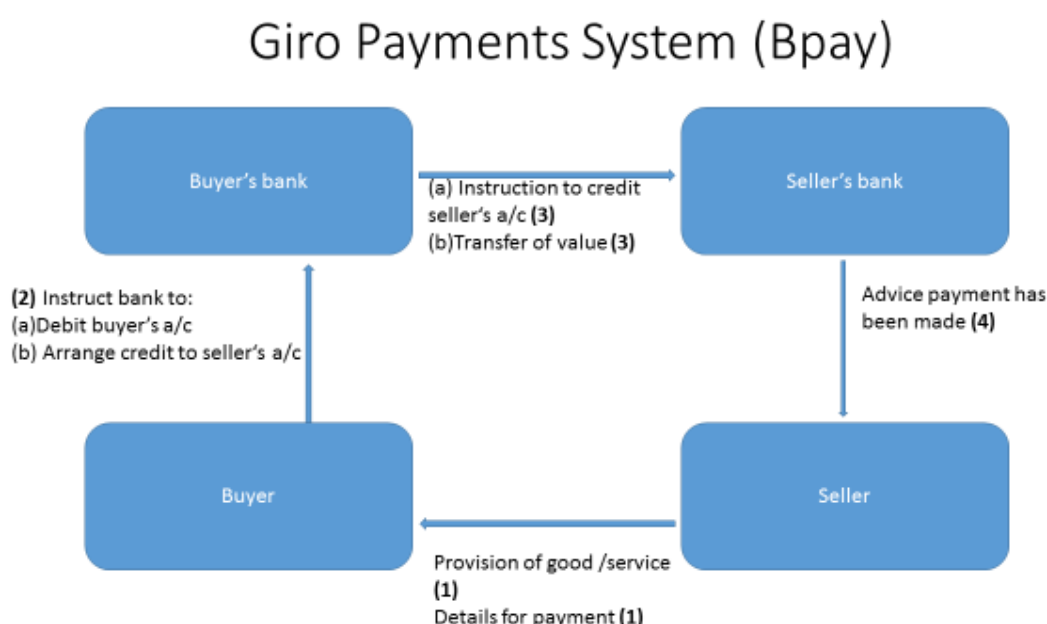 Giro Payments System (Bpay)
Buyer’s bank
Seller’s bank
(a) Instruction to credit
seller’s a/c (3)
(b)Transfer of value (3)
(2) Instruct bank to:
(a)Debit buyer’s a/c
(b) Arrange credit to seller’s a/c
Advice payment has
been made (4)
Buyer
Seller
Provision of good /service
(1)
Details for payment (1)